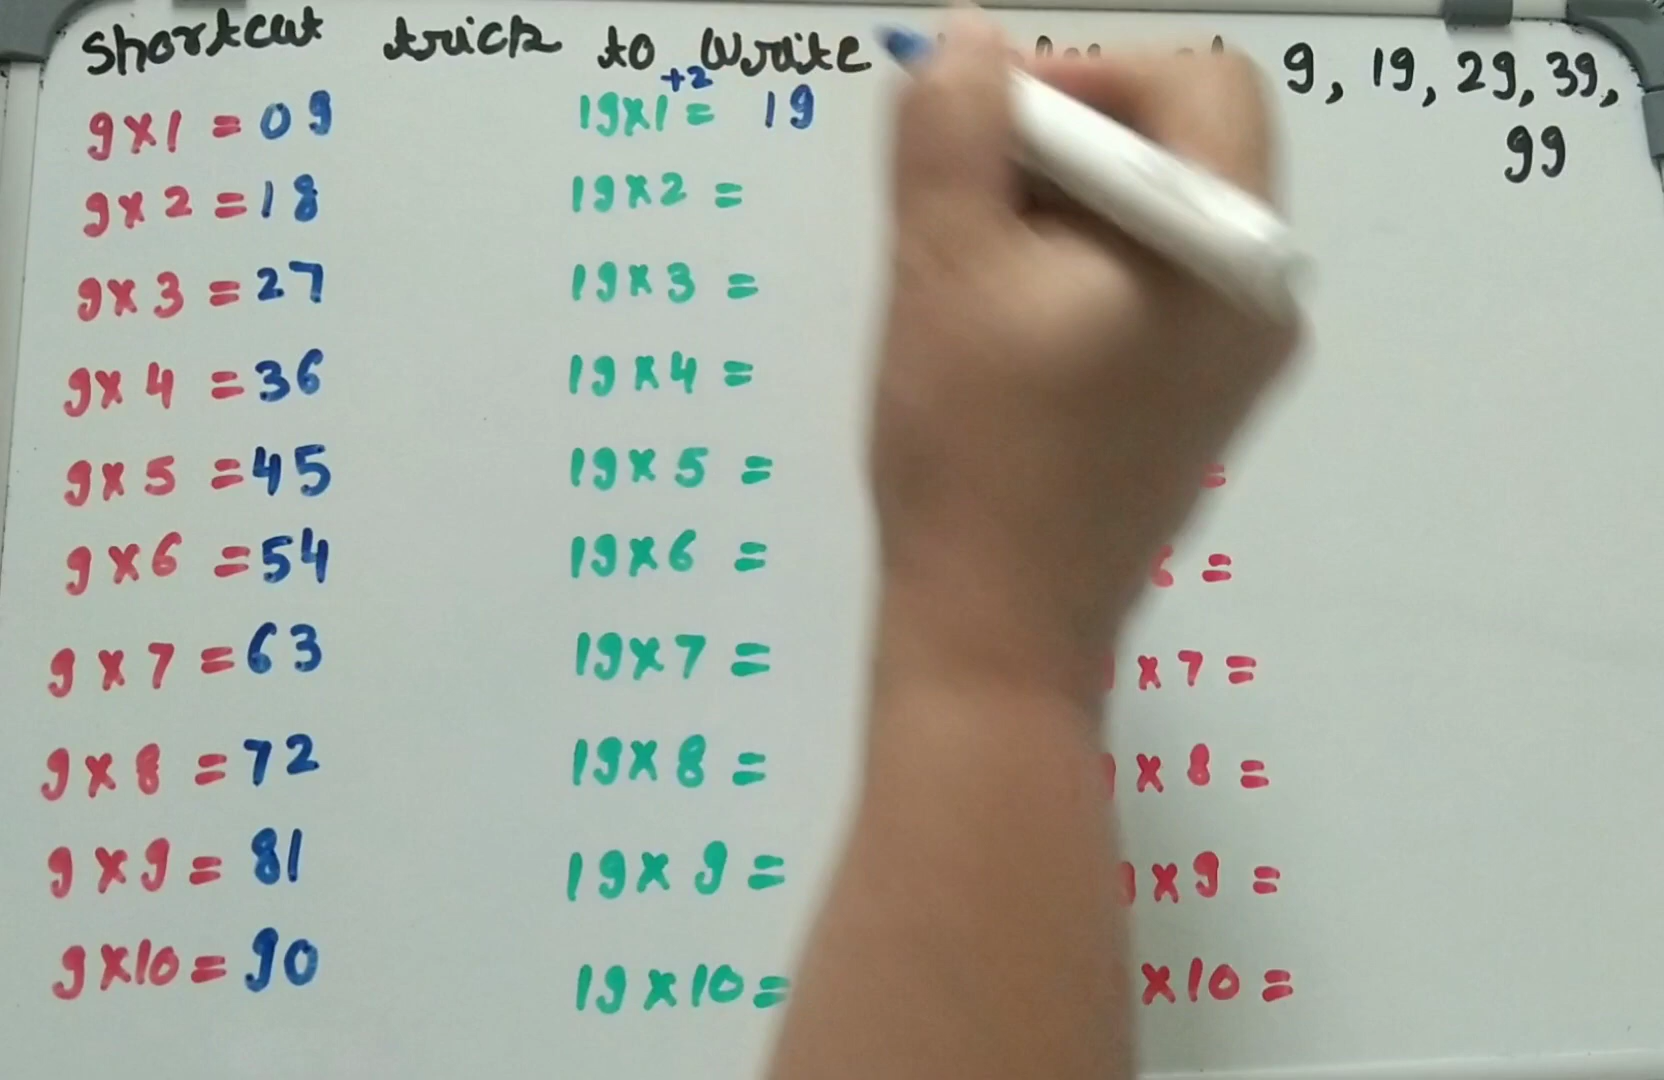 Shortcut trick to write 9, 19, 29, 39,
99
+2
9x1 = 09
9x2 = 18
9x3 = 27
9x4 = 36
9x5 = 45
9x6 = 54
9x7 = 63
9x8 = 72
9x9 = 81
9x10 = 90
19x1 = 19
19x2 =
19x3 =
19x4 =
19x5 =
19x6 =
19x7 =
19x8 =
19x9 =
19x10 =
=
6 =
x7 =
x8 =
x9 =
x10 =